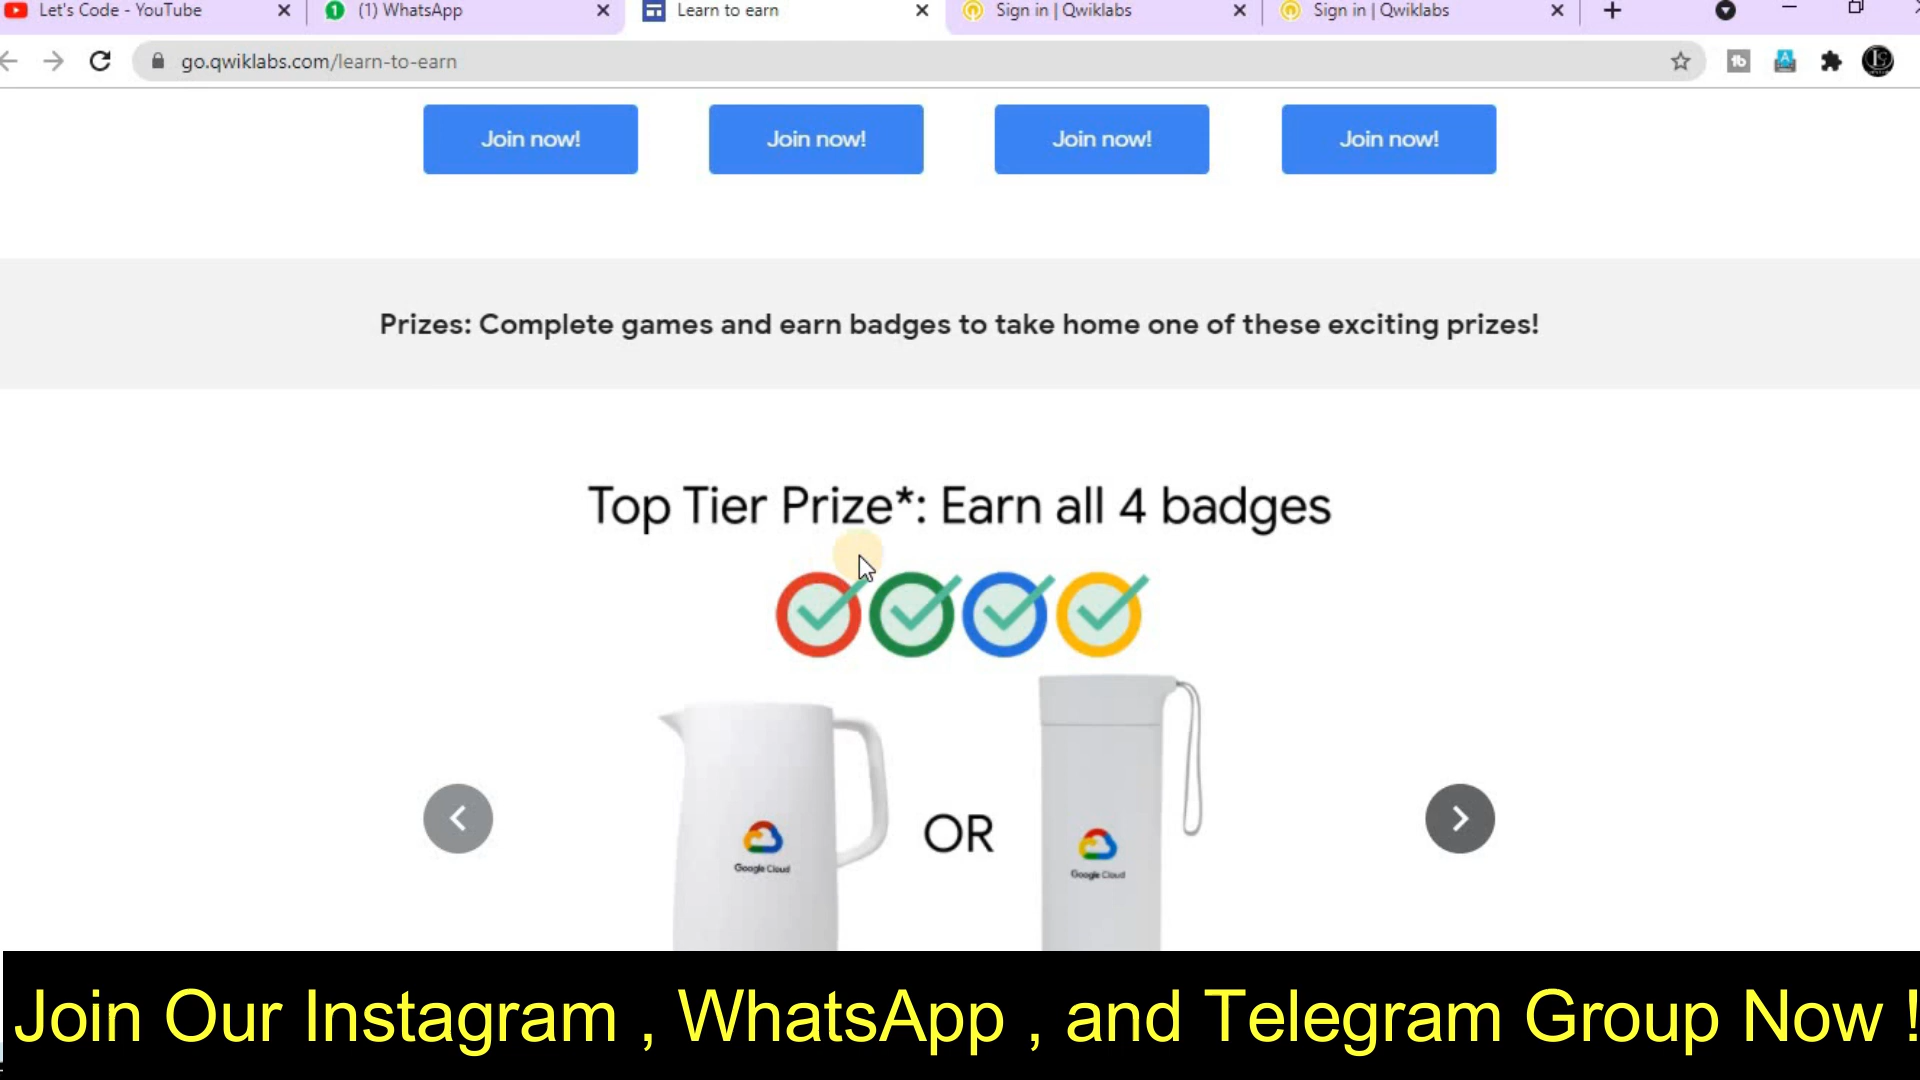 Let's Code - YouTube
1 (1) WhatsApp
Learn to earn
Sign in | Qwiklabs
Sign in | Qwiklabs
go.qwiklabs.com/learn-to-earn
tb
A
Join now!
Join now!
Join now!
Join now!
Prizes: Complete games and earn badges to take home one of these exciting prizes!
Top Tier Prize*: Earn all 4 badges
OR
Google Cloud
Google Cloud
Join Our Instagram , WhatsApp , and Telegram Group Now !